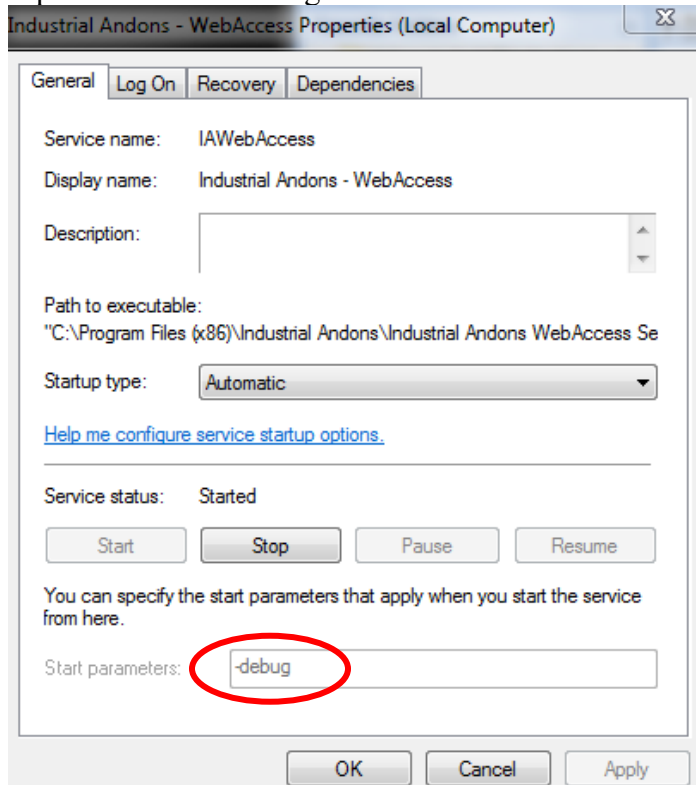 Industrial Andons - WebAccess Properties (Local Computer)
General Log On Recovery Dependencies
Service name: IAWebAccess
Display name: Industrial Andons - WebAccess
Description:
Path to executable:
"C:\Program Files (x86)\Industrial Andons\Industrial Andons WebAccess Se
Startup type: Automatic
Help me configure service startup options.
Service status: Started
Start Stop Pause Resume
You can specify the start parameters that apply when you start the service
from here.
Start parameters: -debug
OK Cancel Apply